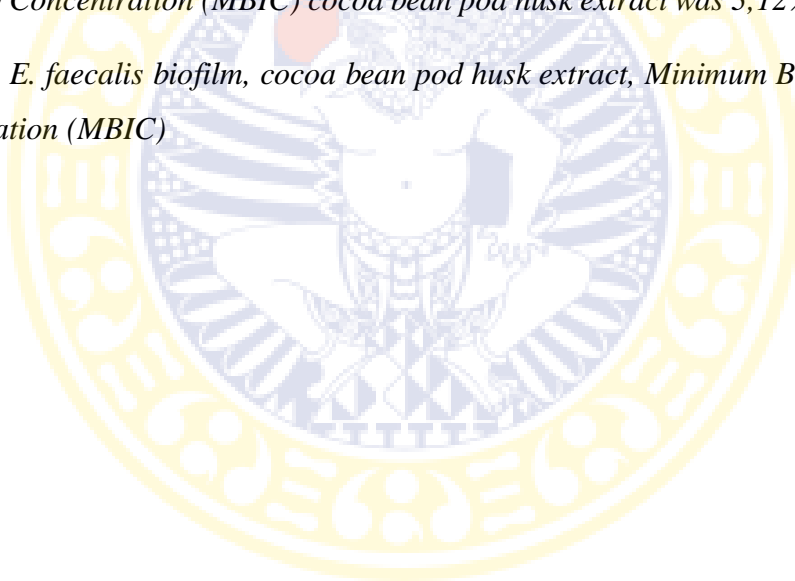 Concentration (MBIC) cocoa bean pod husk extract was 5,12
E. faecalis biofilm, cocoa bean pod husk extract, Minimum B
ation (MBIC)